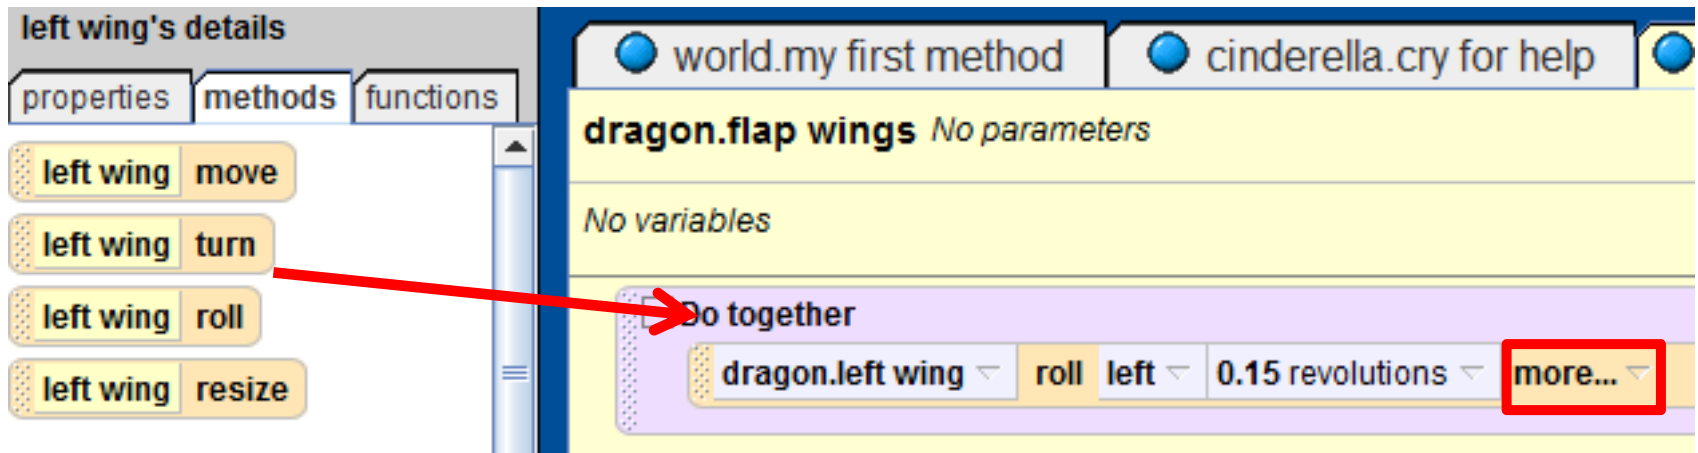 left wing's details
properties methods functions
left wing move
left wing turn
left wing roll
left wing resize
world.my first method cinderella.cry for help
dragon.flap wings No parameters
No variables
Do together
dragon.left wing roll left 0.15 revolutions more...